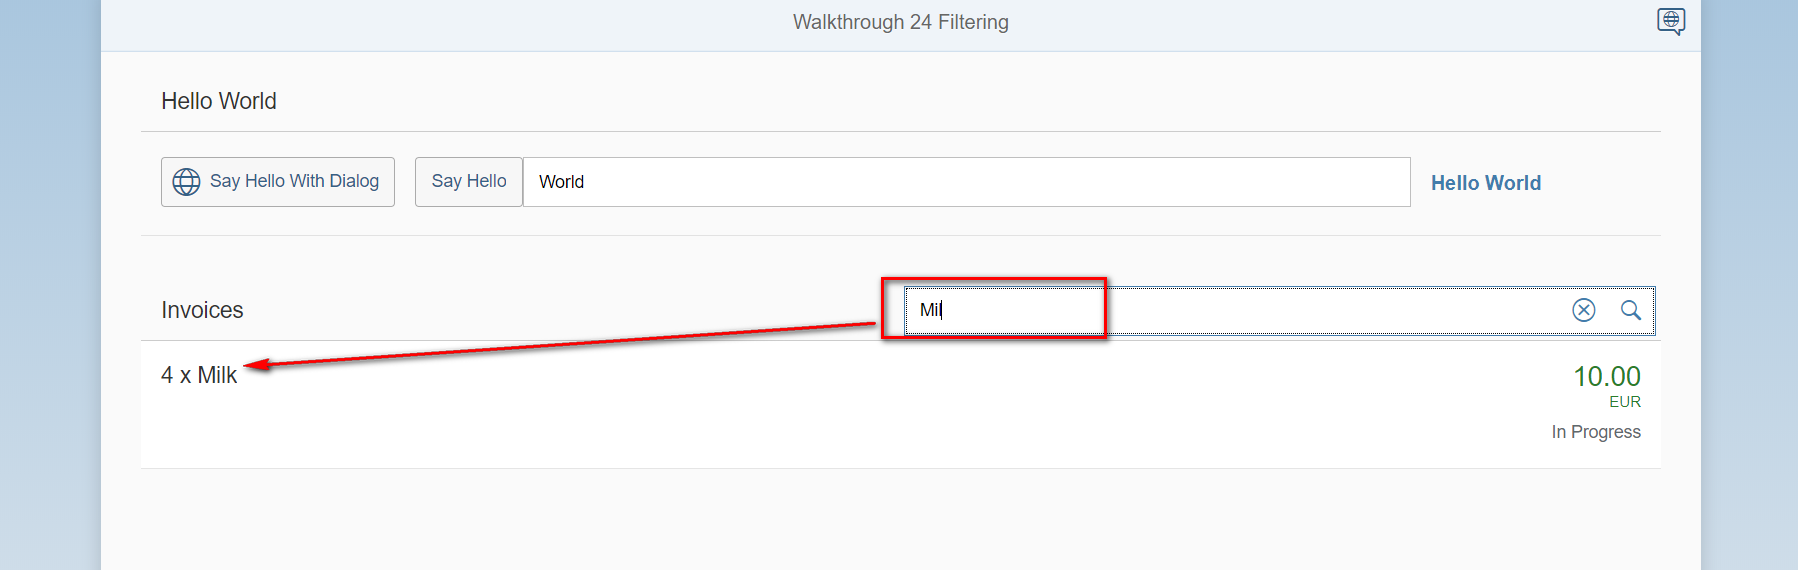 Walkthrough 24 Filtering
Hello World
Say Hello With Dialog
Say Hello
World
Hello World
Invoices
Mil
4 x Milk
10.00
EUR
In Progress